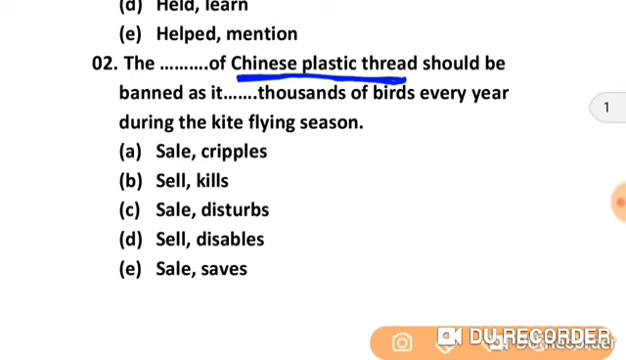 (d) Held, learn
(e) Helped, mention
02. The ..........of Chinese plastic thread should be
banned as it.......thousands of birds every year
during the kite flying season.
(a) Sale, cripples
(b) Sell, kills
(c) Sale, disturbs
(d) Sell, disables
(e) Sale, saves
1
DU RECORDER